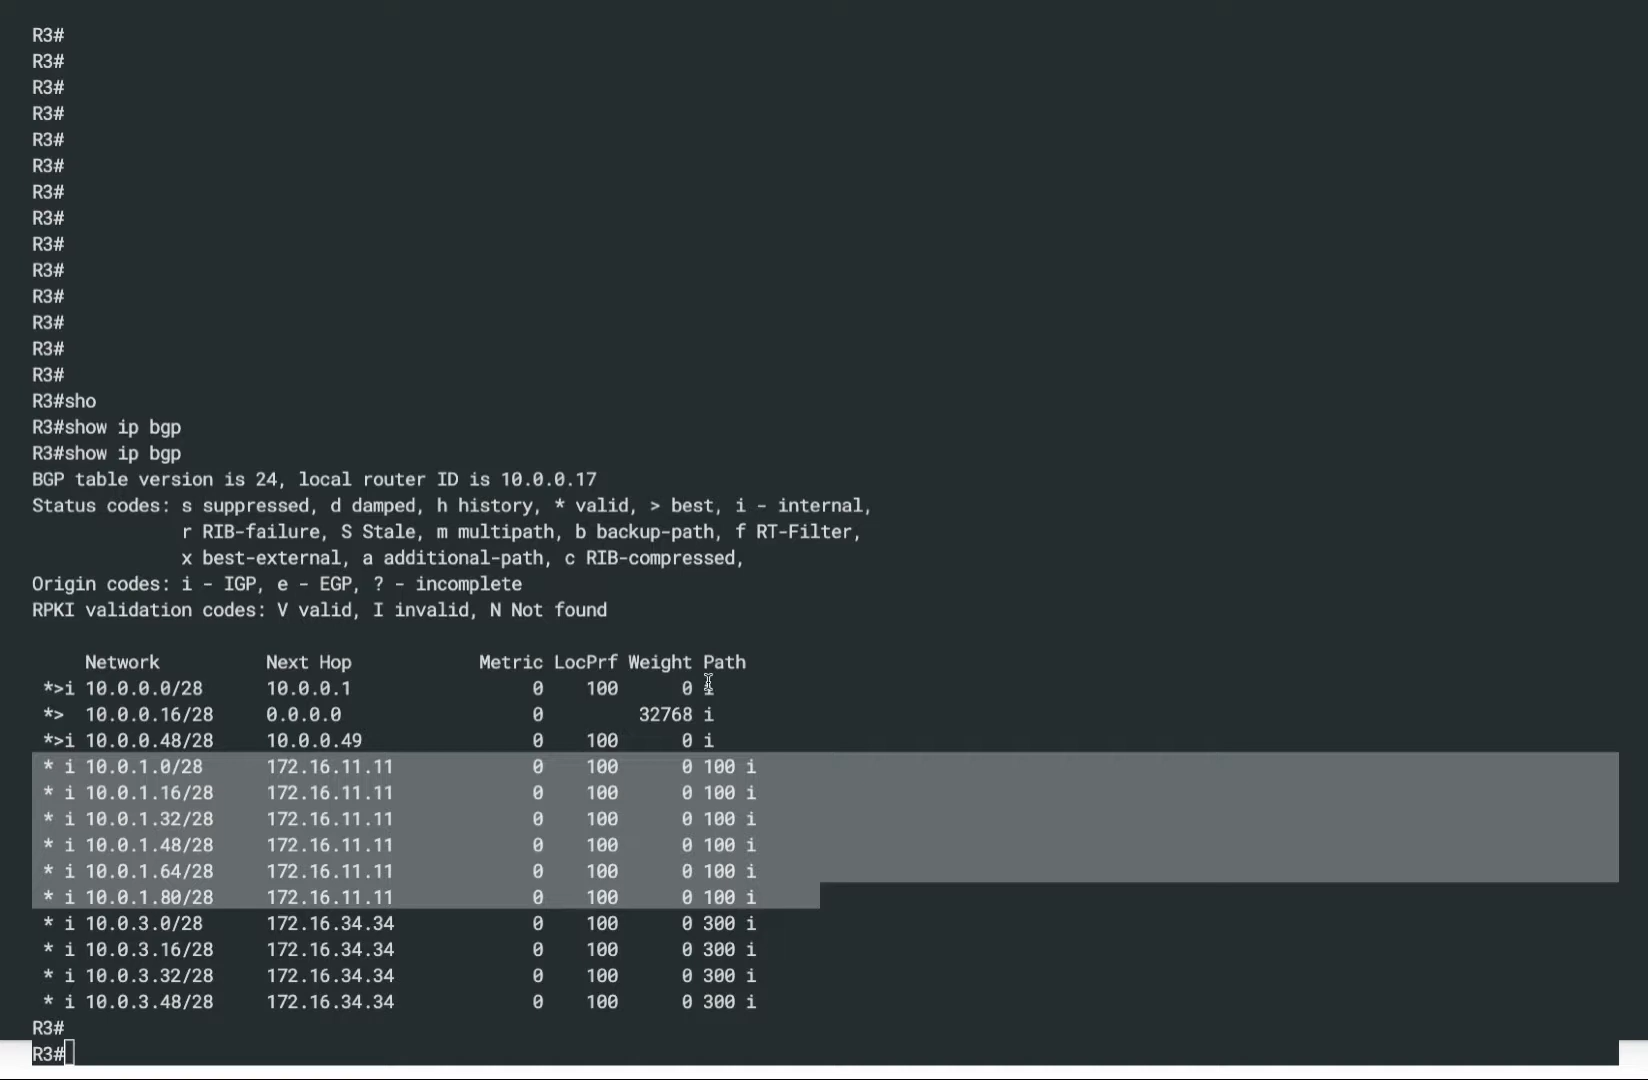 R3#
R3#
R3#
R3#
R3#
R3#
R3#
R3#
R3#
R3#
R3#
R3#
R3#
R3#
R3#sho
R3#show ip bgp
R3#show ip bgp
BGP table version is 24, local router ID is 10.0.0.17
Status codes: s suppressed, d damped, h history, * valid, > best, i - internal,
              r RIB-failure, S Stale, m multipath, b backup-path, f RT-Filter,
              x best-external, a additional-path, c RIB-compressed,
Origin codes: i - IGP, e - EGP, ? - incomplete
RPKI validation codes: V valid, I invalid, N Not found

     Network          Next Hop            Metric LocPrf Weight Path
 *>i 10.0.0.0/28      10.0.0.1                 0    100      0 i
 *>  10.0.0.16/28     0.0.0.0                  0         32768 i
 *>i 10.0.0.48/28     10.0.0.49                0    100      0 i
 * i 10.0.1.0/28      172.16.11.11             0    100      0 100 i
 * i 10.0.1.16/28     172.16.11.11             0    100      0 100 i
 * i 10.0.1.32/28     172.16.11.11             0    100      0 100 i
 * i 10.0.1.48/28     172.16.11.11             0    100      0 100 i
 * i 10.0.1.64/28     172.16.11.11             0    100      0 100 i
 * i 10.0.1.80/28     172.16.11.11             0    100      0 100 i
 * i 10.0.3.0/28      172.16.34.34             0    100      0 300 i
 * i 10.0.3.16/28     172.16.34.34             0    100      0 300 i
 * i 10.0.3.32/28     172.16.34.34             0    100      0 300 i
 * i 10.0.3.48/28     172.16.34.34             0    100      0 300 i
R3#
R3#